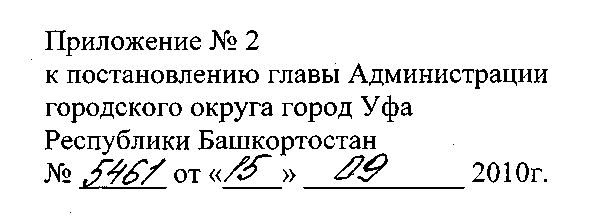 Приложение № 2
к постановлению главы Администрации
городского округа город Уфа
Республики Башкортостан
№ 5461 от «15» 09 2010г.